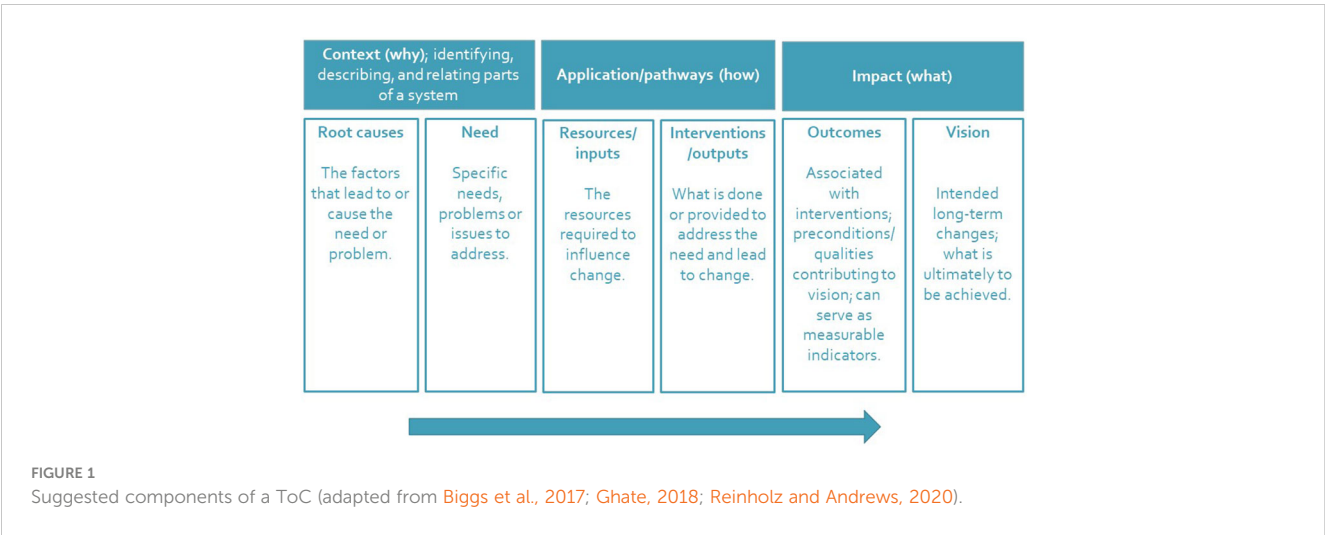 Context (why); identifying,
describing, and relating parts
of a system
Application/pathways (how)
Impact (what)
Root causes
The factors
that lead to or
cause the
need or
problem.
Need
Specific
needs,
problems or
issues to
address.
Resources/
inputs
The
resources
required to
influence
change.
Interventions
/outputs
What is done
or provided to
address the
need and lead
to change.
Outcomes
Associated
with
interventions;
preconditions/
qualities
contributing to
vision; can
serve as
measurable
indicators.
Vision
Intended
long-term
changes;
what is
ultimately to
be achieved.
FIGURE 1
Suggested components of a ToC (adapted from Biggs et al., 2017; Ghate, 2018; Reinholz and Andrews, 2020).